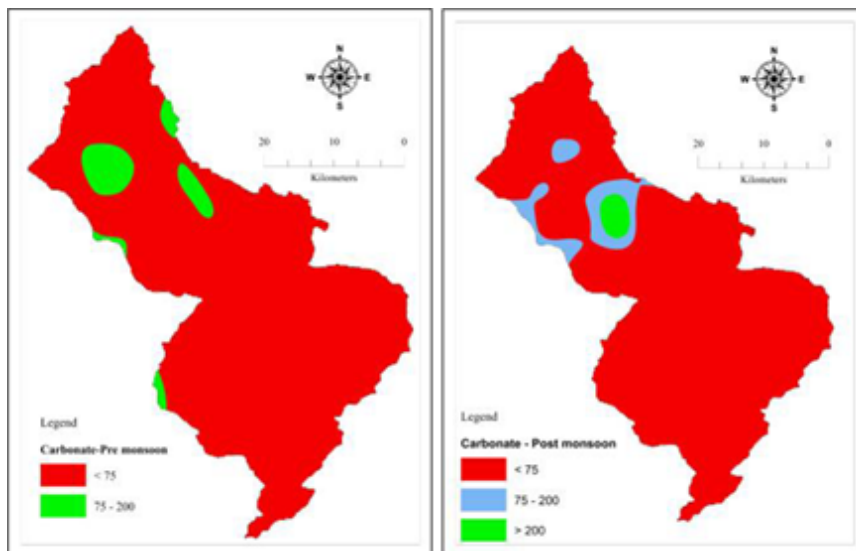 N
W E
S
20 10 0
Kilometers
Legend
Carbonate-Pre monsoon
< 75
75 - 200
N
W E
S
20 10 0
Kilometers
Legend
Carbonate - Post monsoon
< 75
75 - 200
> 200